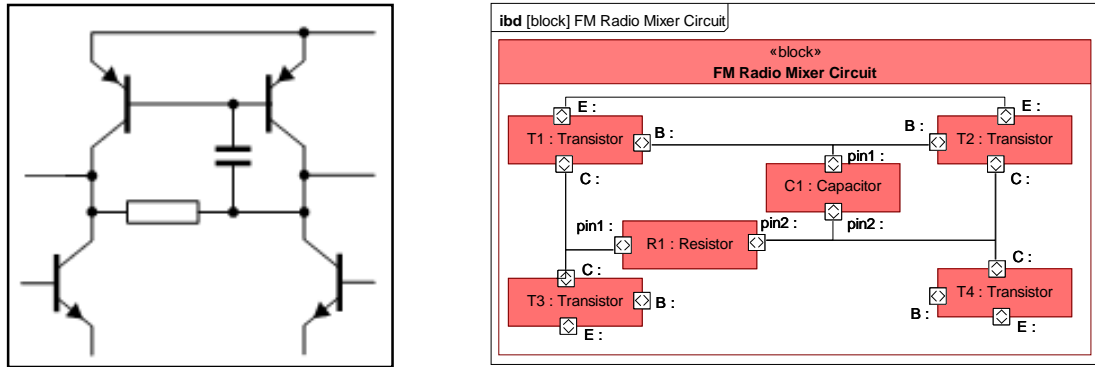 ibd [block] FM Radio Mixer Circuit
«block»
FM Radio Mixer Circuit
E :
E :
T1 : Transistor
B :
B :
T2 : Transistor
C :
pin1 :
C :
C1 : Capacitor
pin1 :
R1 : Resistor
pin2 :
pin2 :
C :
C :
T3 : Transistor
B :
T4 : Transistor
B :
E :
E :